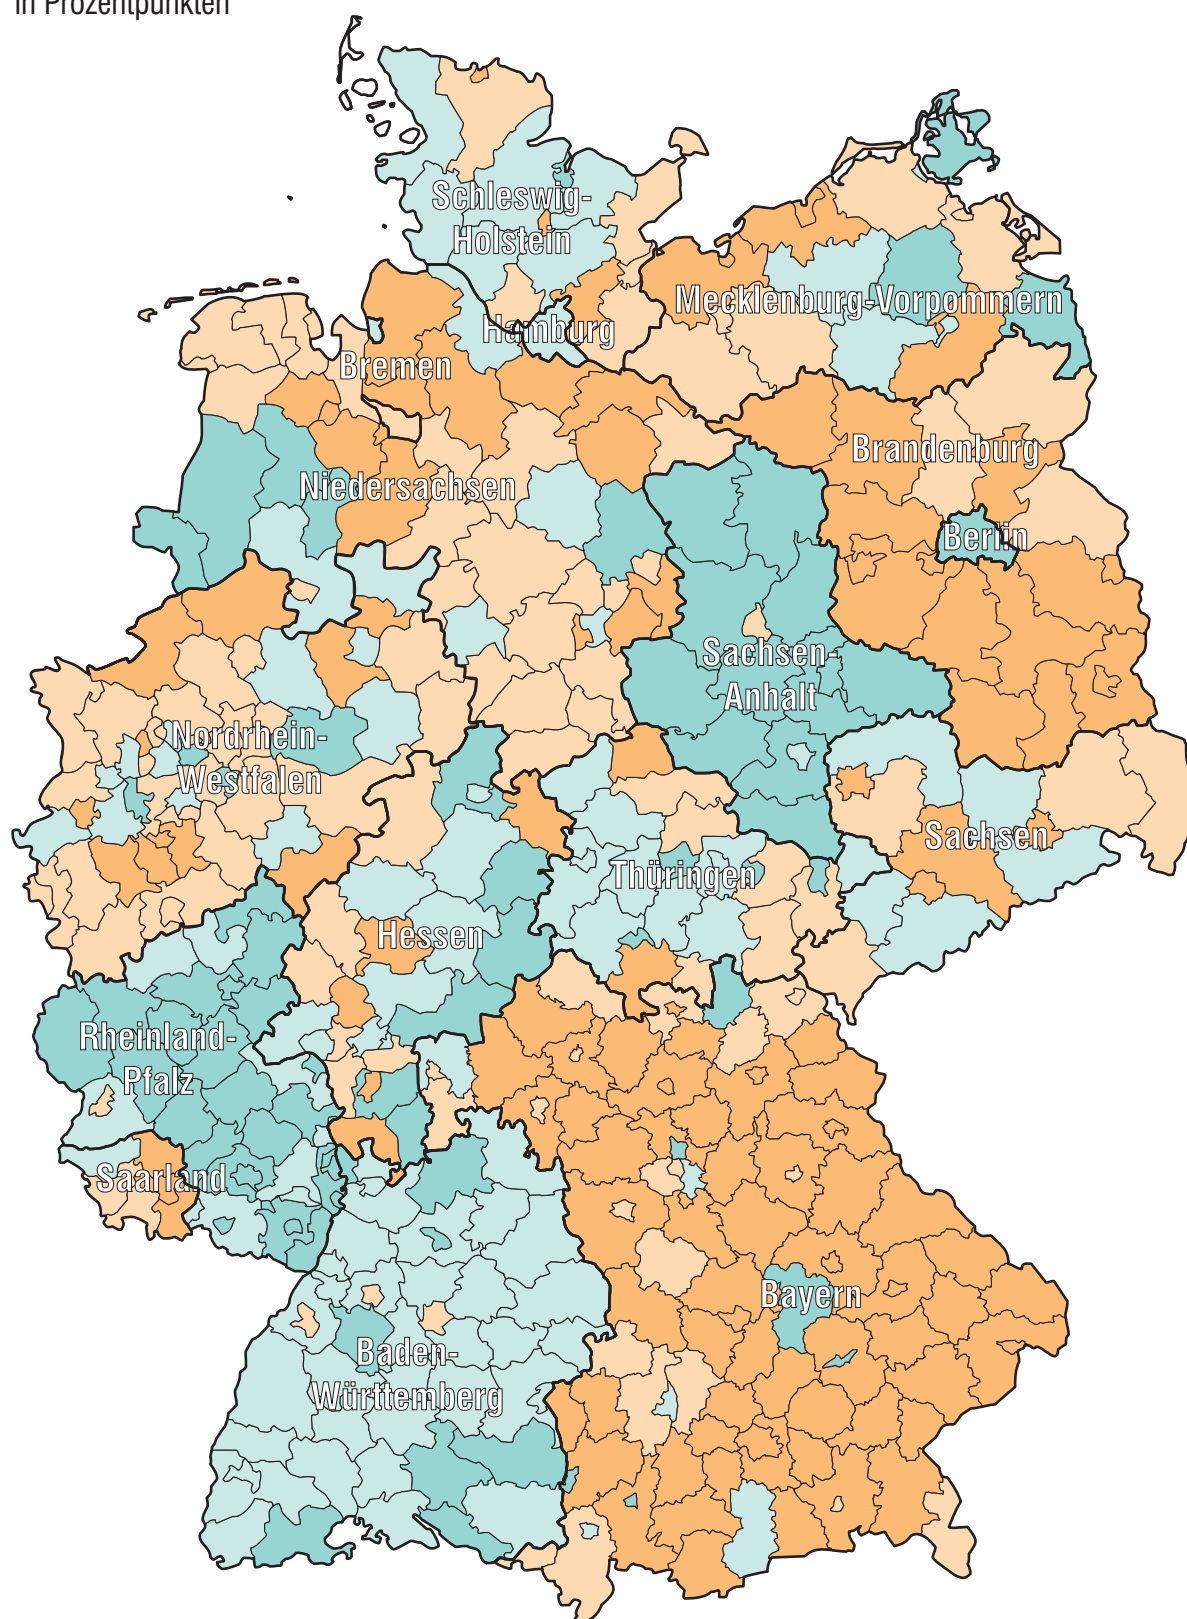 in Prozentpunkten
Schleswig-
Holstein
Mecklenburg-Vorpommern
Hamburg
Bremen
Brandenburg
Niedersachsen
Berlin
Sachsen-
Anhalt
Nordrhein-
Westfalen
Sachsen
Thüringen
Hessen
Rheinland-
Pfalz
Saarland
Bayern
Baden-
Württemberg